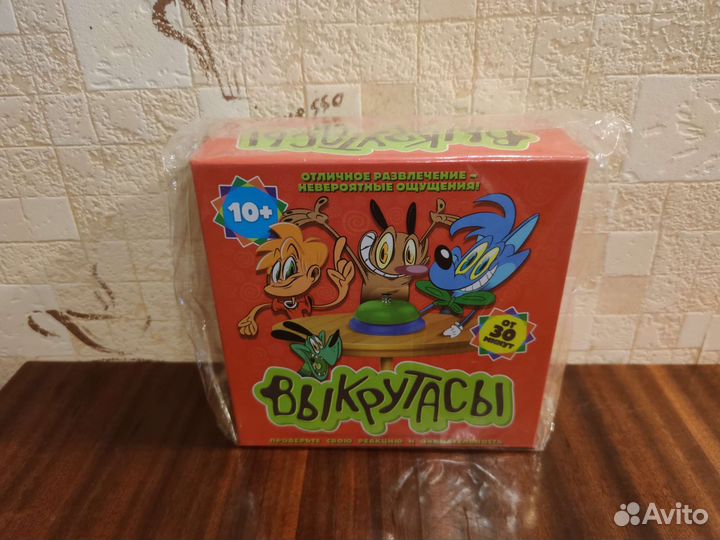 ВЫКРУТАСЫ
ОТЛИЧНОЕ РАЗВЛЕЧЕНИЕ -
НЕВЕРОЯТНЫЕ ОЩУЩЕНИЯ!
10+
ОТ
30
МИНУТ
ВЫКРУТАСЫ
ПРОВЕРЬТЕ СВОЮ РЕАКЦИЮ И
Avito